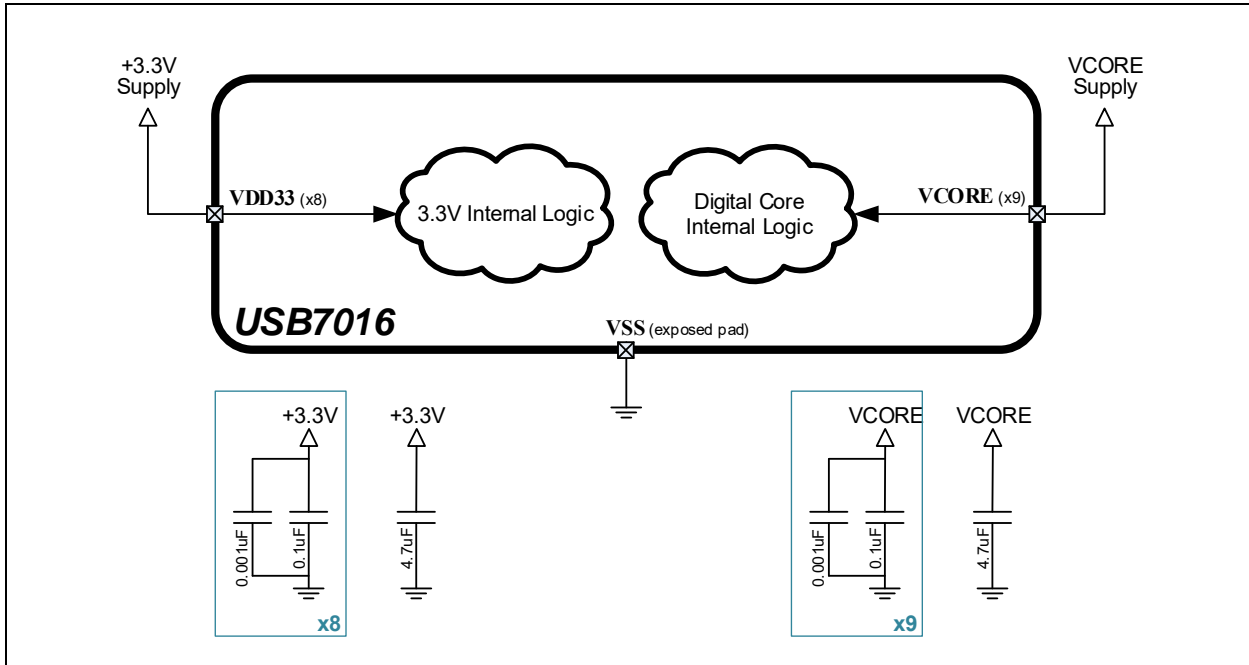 +3.3V
Supply
VCORE
Supply
VDD33 (x8)
3.3V Internal Logic
Digital Core
Internal Logic
VCORE (x9)
USB7016
VSS (exposed pad)
+3.3V
+3.3V
VCORE
VCORE
0.001uF
0.1uF
4.7uF
0.001uF
0.1uF
4.7uF
x8
x9